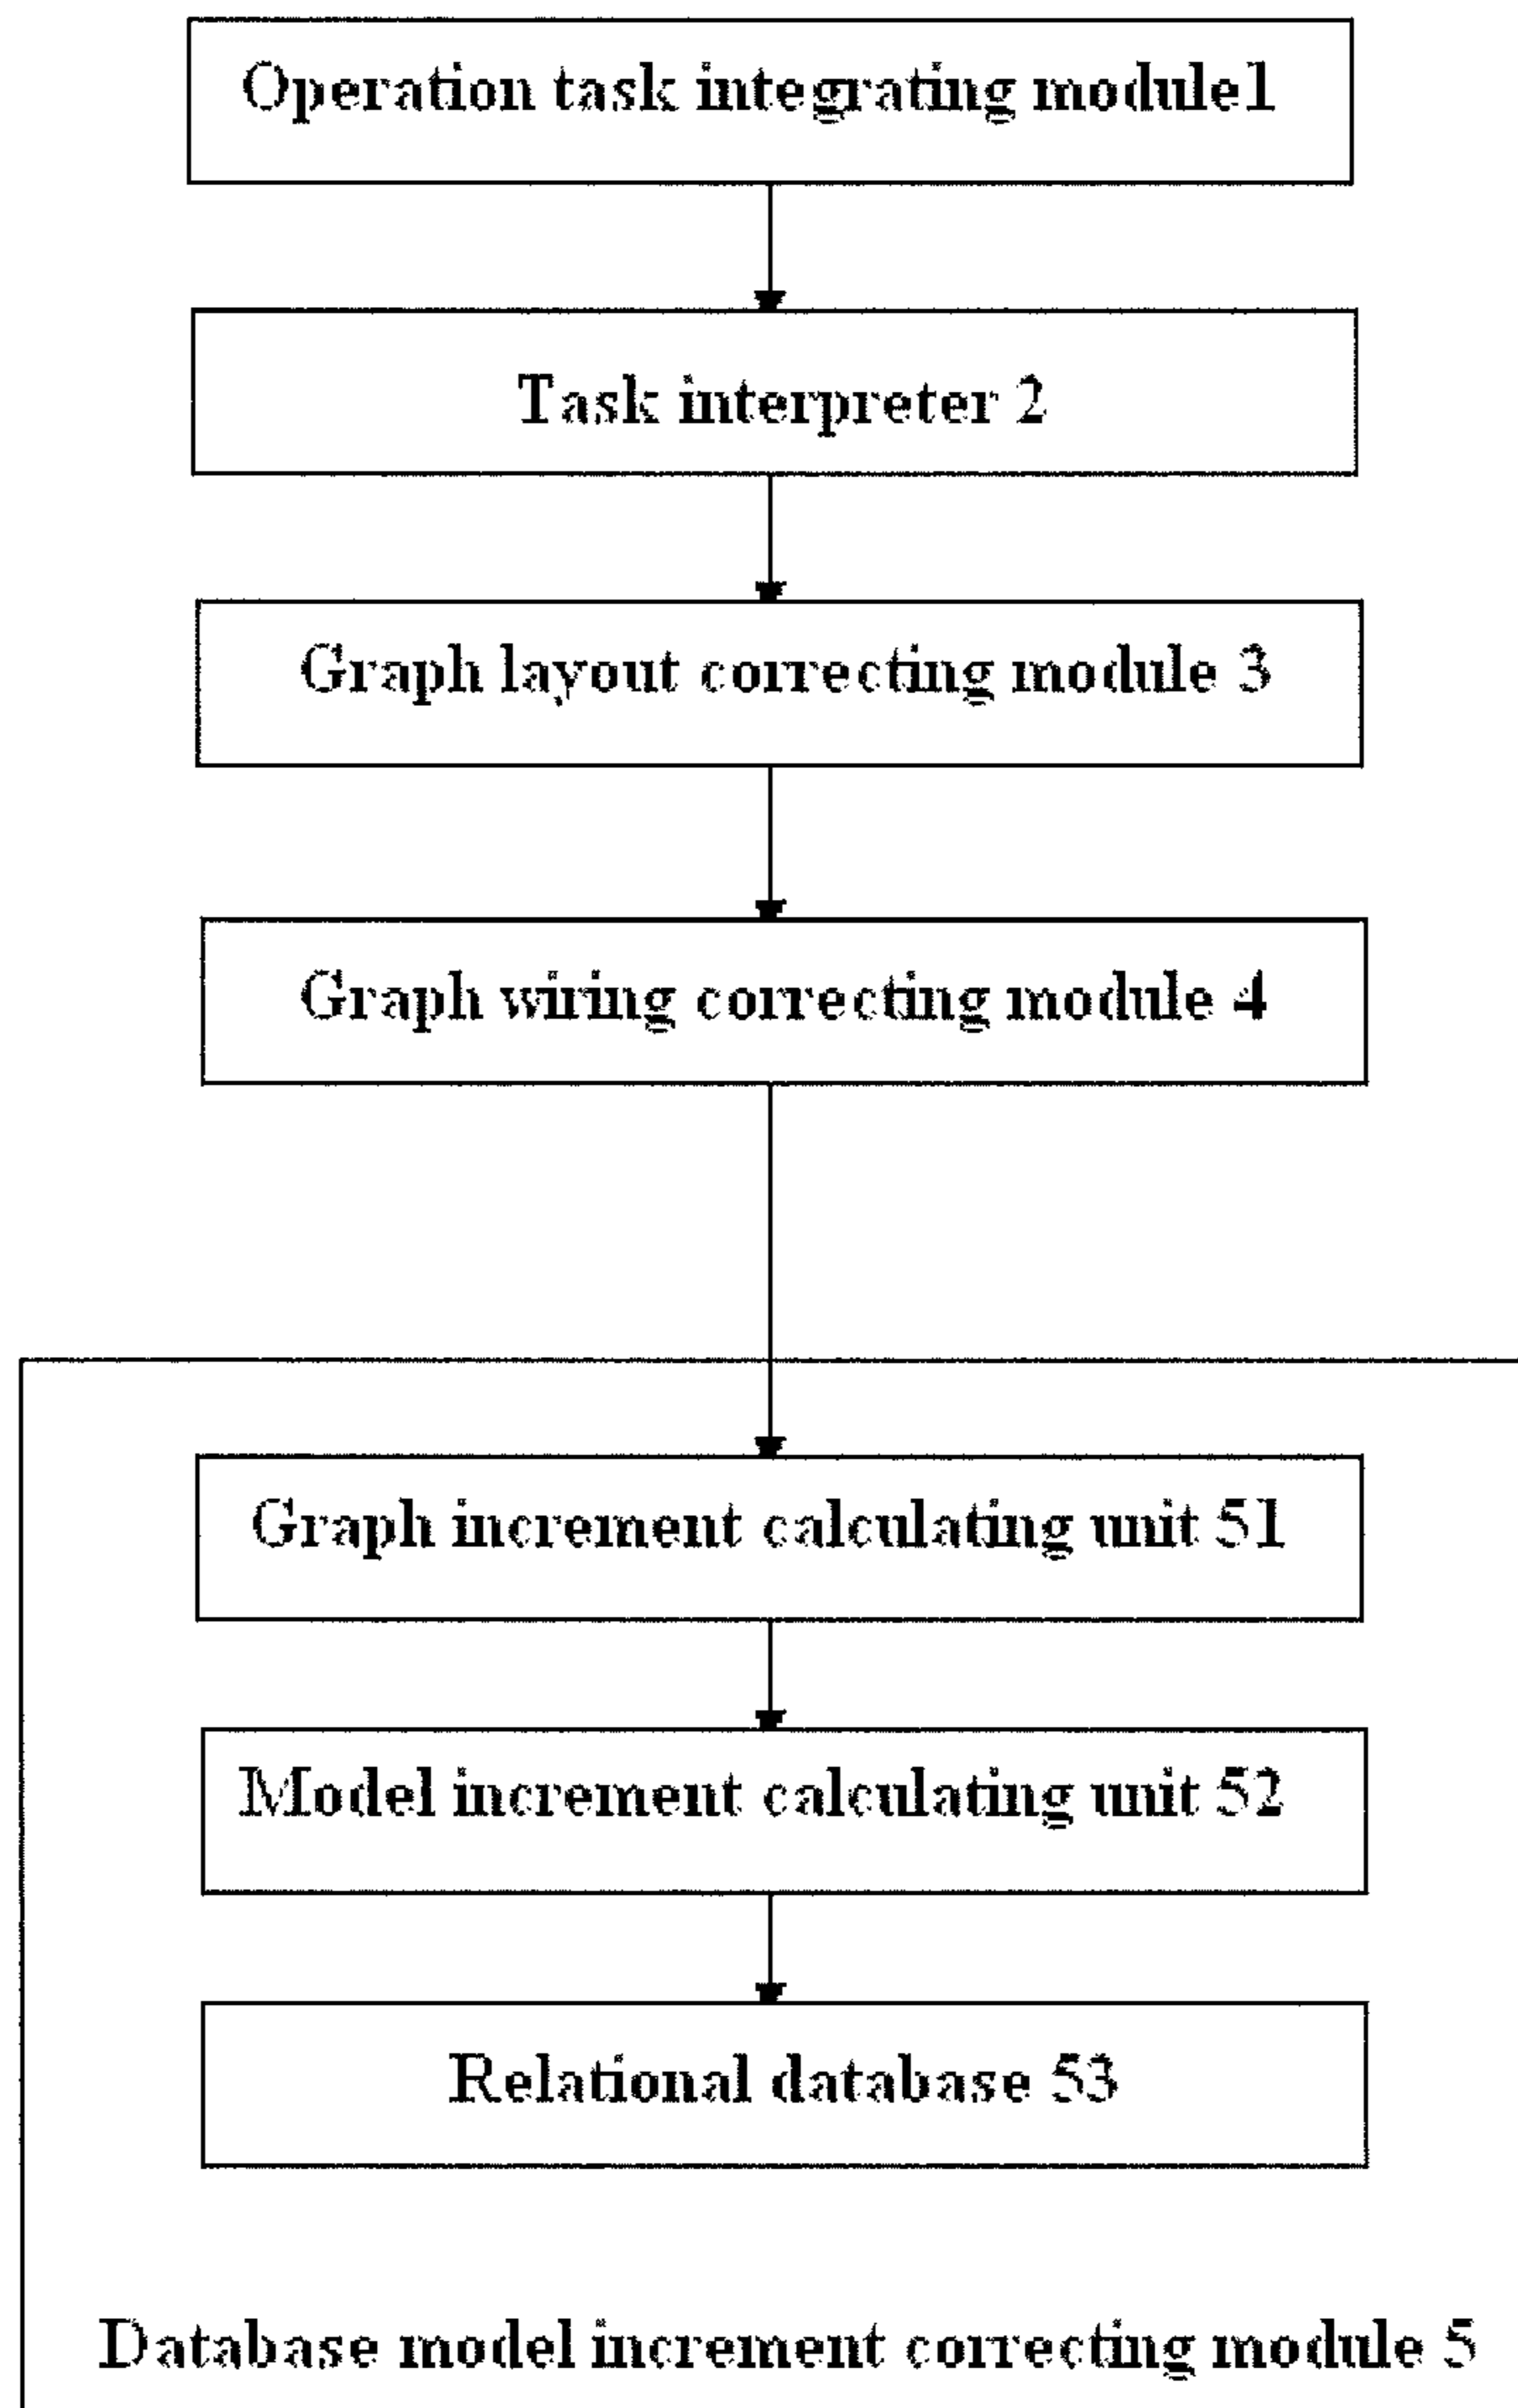 Operation task integrating module1
Task interpreter 2
Graph layout correcting module 3
Graph wiring correcting module 4
Graph increment calculating unit 51
Model increment calculating unit 52
Relational database 53
Database model increment correcting module 5